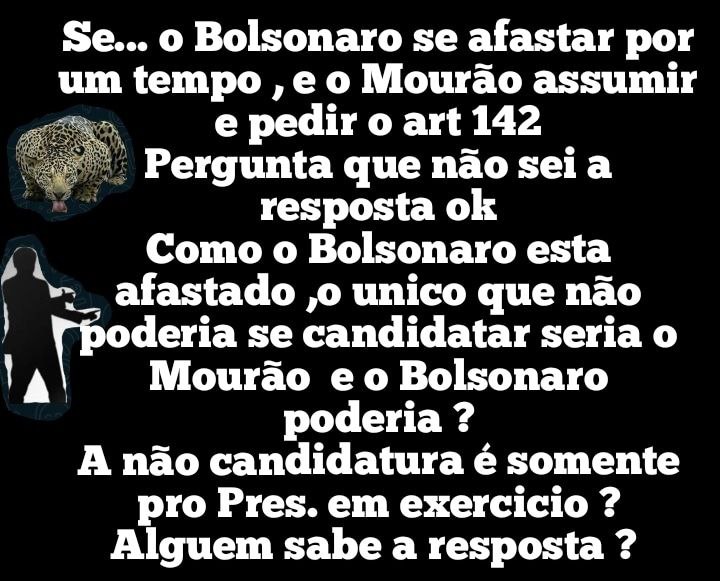 Se... o Bolsonaro se afastar por
um tempo , e o Mourão assumir
e pedir o art 142
Pergunta que não sei a
resposta ok
Como o Bolsonaro esta
afastado ,o unico que não
poderia se candidatar seria o
Mourão e o Bolsonaro
poderia ?
A não candidatura é somente
pro Pres. em exercicio ?
Alguem sabe a resposta ?